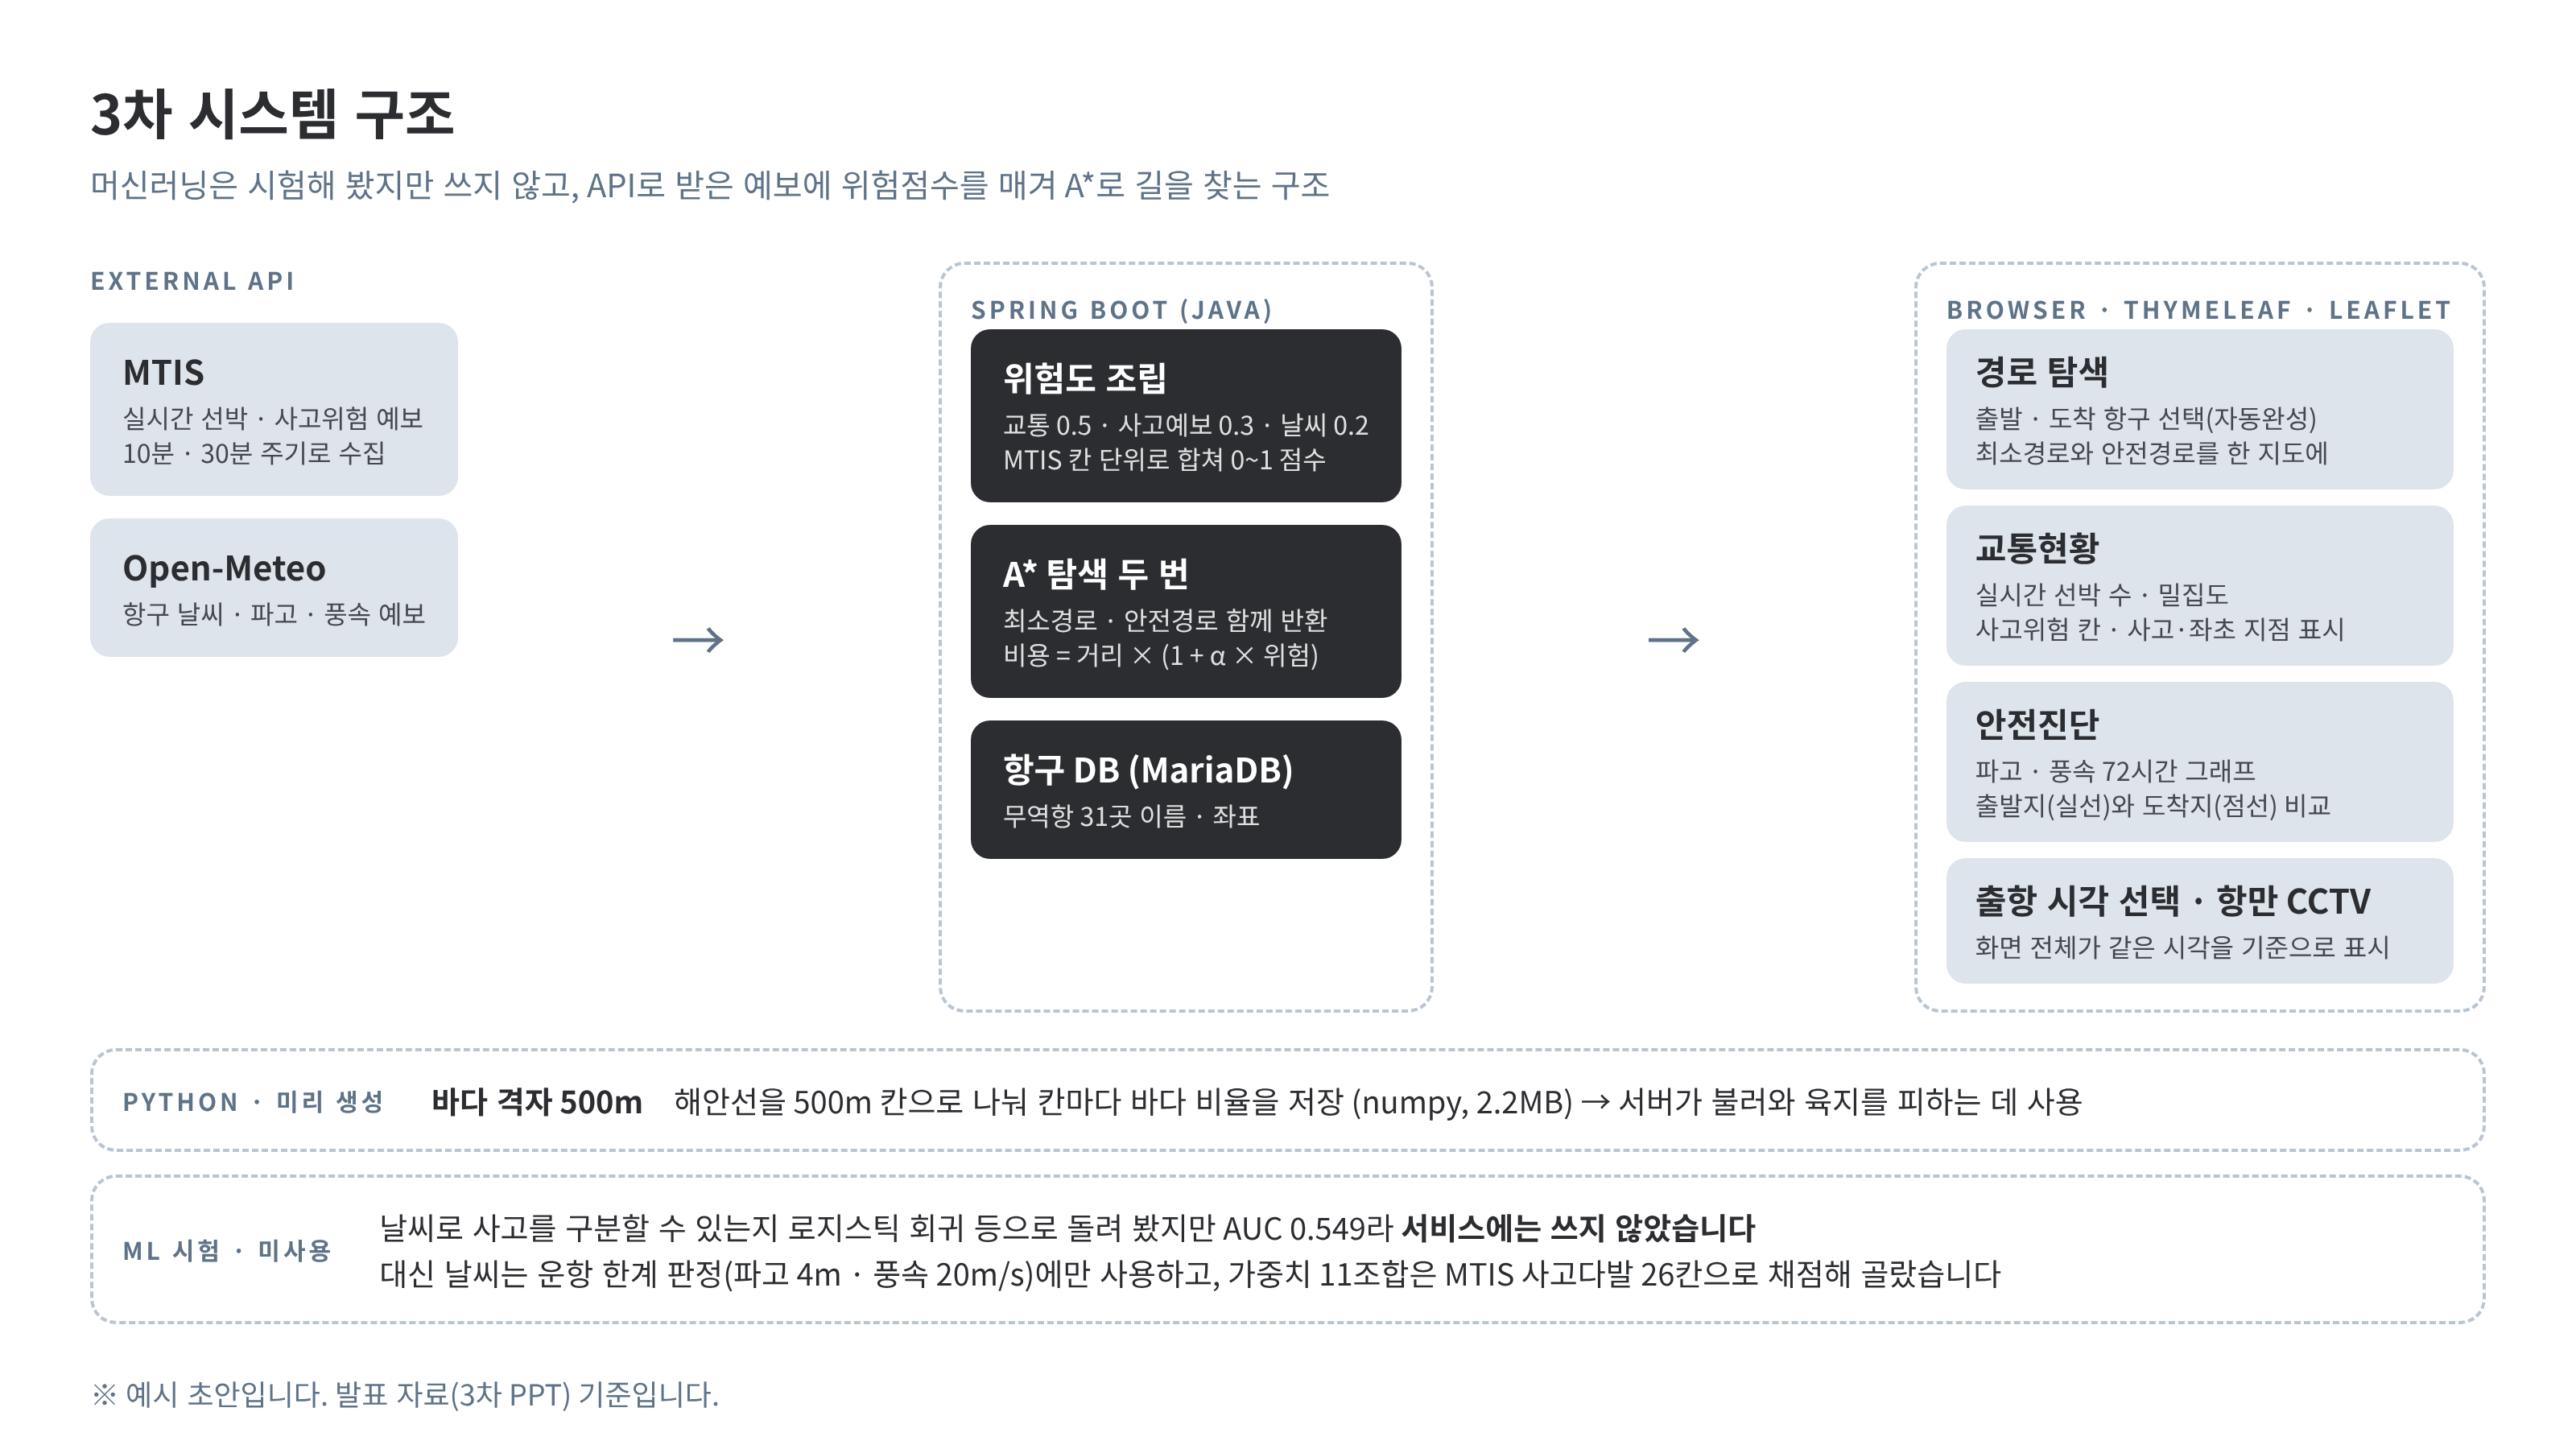 3차 시스템 구조
머신러닝은 시험해 봤지만 쓰지 않고, API로 받은 예보에 위험점수를 매겨 A*로 길을 찾는 구조
EXTERNAL API
MTIS
실시간 선박 · 사고위험 예보
10분 · 30분 주기로 수집
Open-Meteo
항구 날씨 · 파고 · 풍속 예보
→
SPRING BOOT (JAVA)
위험도 조립
교통 0.5 · 사고예보 0.3 · 날씨 0.2
MTIS 칸 단위로 합쳐 0~1 점수
A* 탐색 두 번
최소경로 · 안전경로 함께 반환
비용 = 거리 × (1 + α × 위험)
항구 DB (MariaDB)
무역항 31곳 이름 · 좌표
→
BROWSER · THYMELEAF · LEAFLET
경로 탐색
출발 · 도착 항구 선택(자동완성)
최소경로와 안전경로를 한 지도에
교통현황
실시간 선박 수 · 밀집도
사고위험 칸 · 사고·좌초 지점 표시
안전진단
파고 · 풍속 72시간 그래프
출발지(실선)와 도착지(점선) 비교
출항 시각 선택 · 항만 CCTV
화면 전체가 같은 시각을 기준으로 표시
PYTHON · 미리 생성 바다 격자 500m 해안선을 500m 칸으로 나눠 칸마다 바다 비율을 저장 (numpy, 2.2MB) → 서버가 불러와 육지를 피하는 데 사용
ML 시험 · 미사용
날씨로 사고를 구분할 수 있는지 로지스틱 회귀 등으로 돌려 봤지만 AUC 0.549라 서비스에는 쓰지 않았습니다
대신 날씨는 운항 한계 판정(파고 4m · 풍속 20m/s)에만 사용하고, 가중치 11조합은 MTIS 사고다발 26칸으로 채점해 골랐습니다
※ 예시 초안입니다. 발표 자료(3차 PPT) 기준입니다.